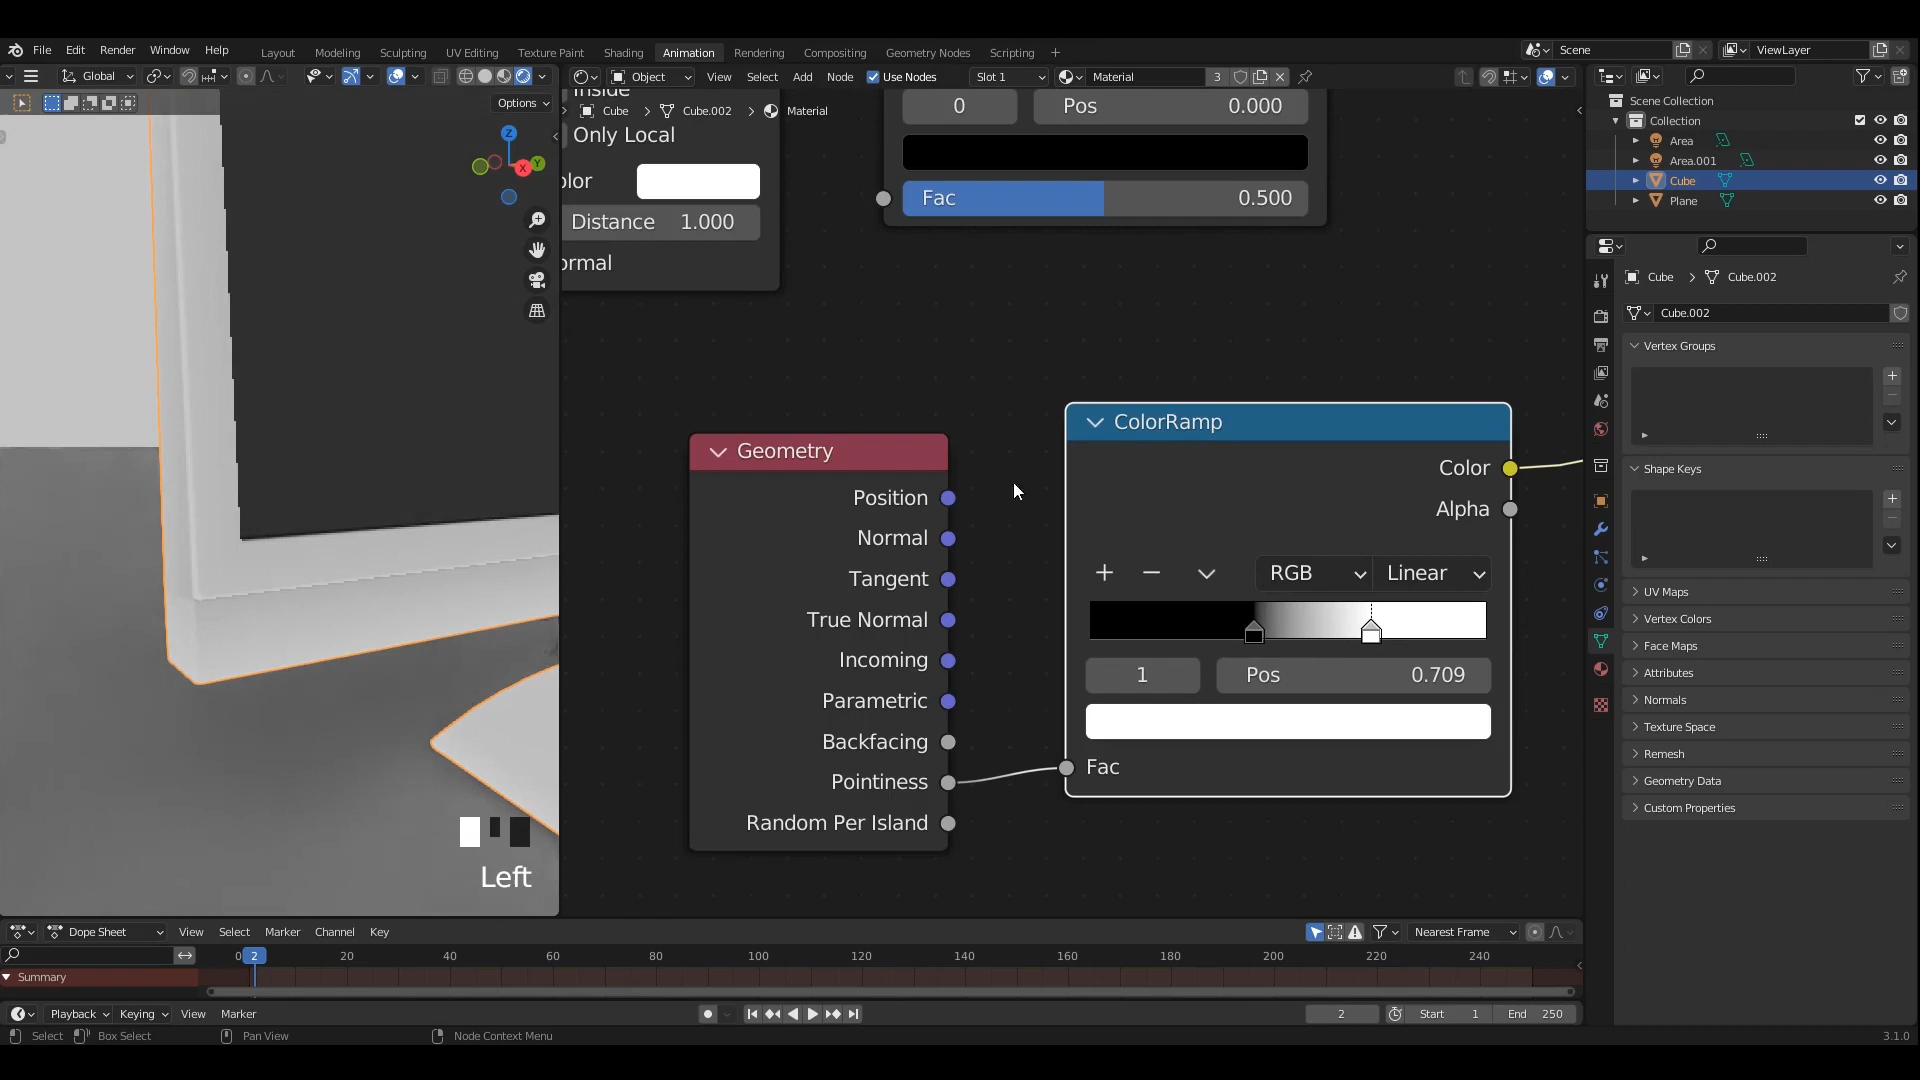 File Edit Render Window Help Layout Modeling Sculpting UV Editing Texture Paint Shading Animation Rendering Compositing Geometry Nodes Scripting + Scene ViewLayer
Global Object View Select Add Node Use Nodes Slot 1 Material 3
Options
Cube > Cube.002 > Material
Only Local
Distance 1.000
0 Pos 0.000
Fac 0.500
Geometry
Position
Normal
Tangent
True Normal
Incoming
Parametric
Backfacing
Pointiness
Random Per Island
ColorRamp
Color
Alpha
RGB Linear
1 Pos 0.709
Fac
Z
X
Y
Left
Scene Collection
Collection
Area
Area.001
Cube
Plane
Cube > Cube.002
Cube.002
Vertex Groups
Shape Keys
UV Maps
Vertex Colors
Face Maps
Attributes
Normals
Texture Space
Remesh
Geometry Data
Custom Properties
Dope Sheet View Select Marker Channel Key Nearest Frame
0 2 20 40 60 80 100 120 140 160 180 200 220 240
Summary
Playback Keying View Marker 2 Start 1 End 250
Select Box Select Pan View Node Context Menu 3.1.0